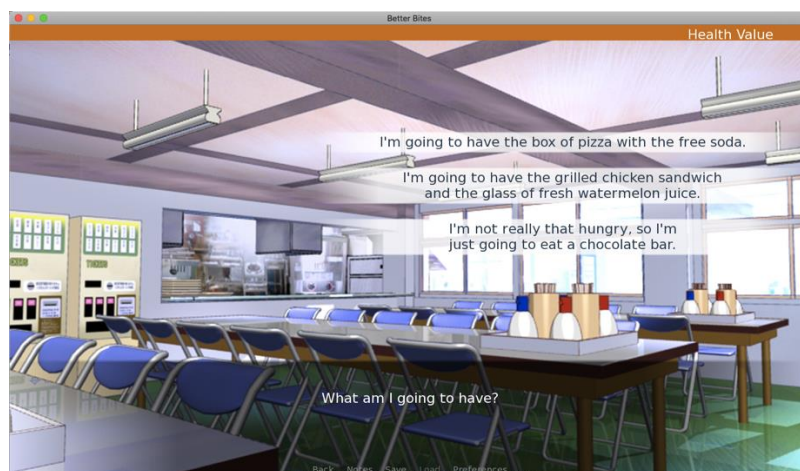 Better Bites
Health Value
I'm going to have the box of pizza with the free soda.
I'm going to have the grilled chicken sandwich
and the glass of fresh watermelon juice.
I'm not really that hungry, so I'm
just going to eat a chocolate bar.
What am I going to have?
Back Notes Save Load Preferences